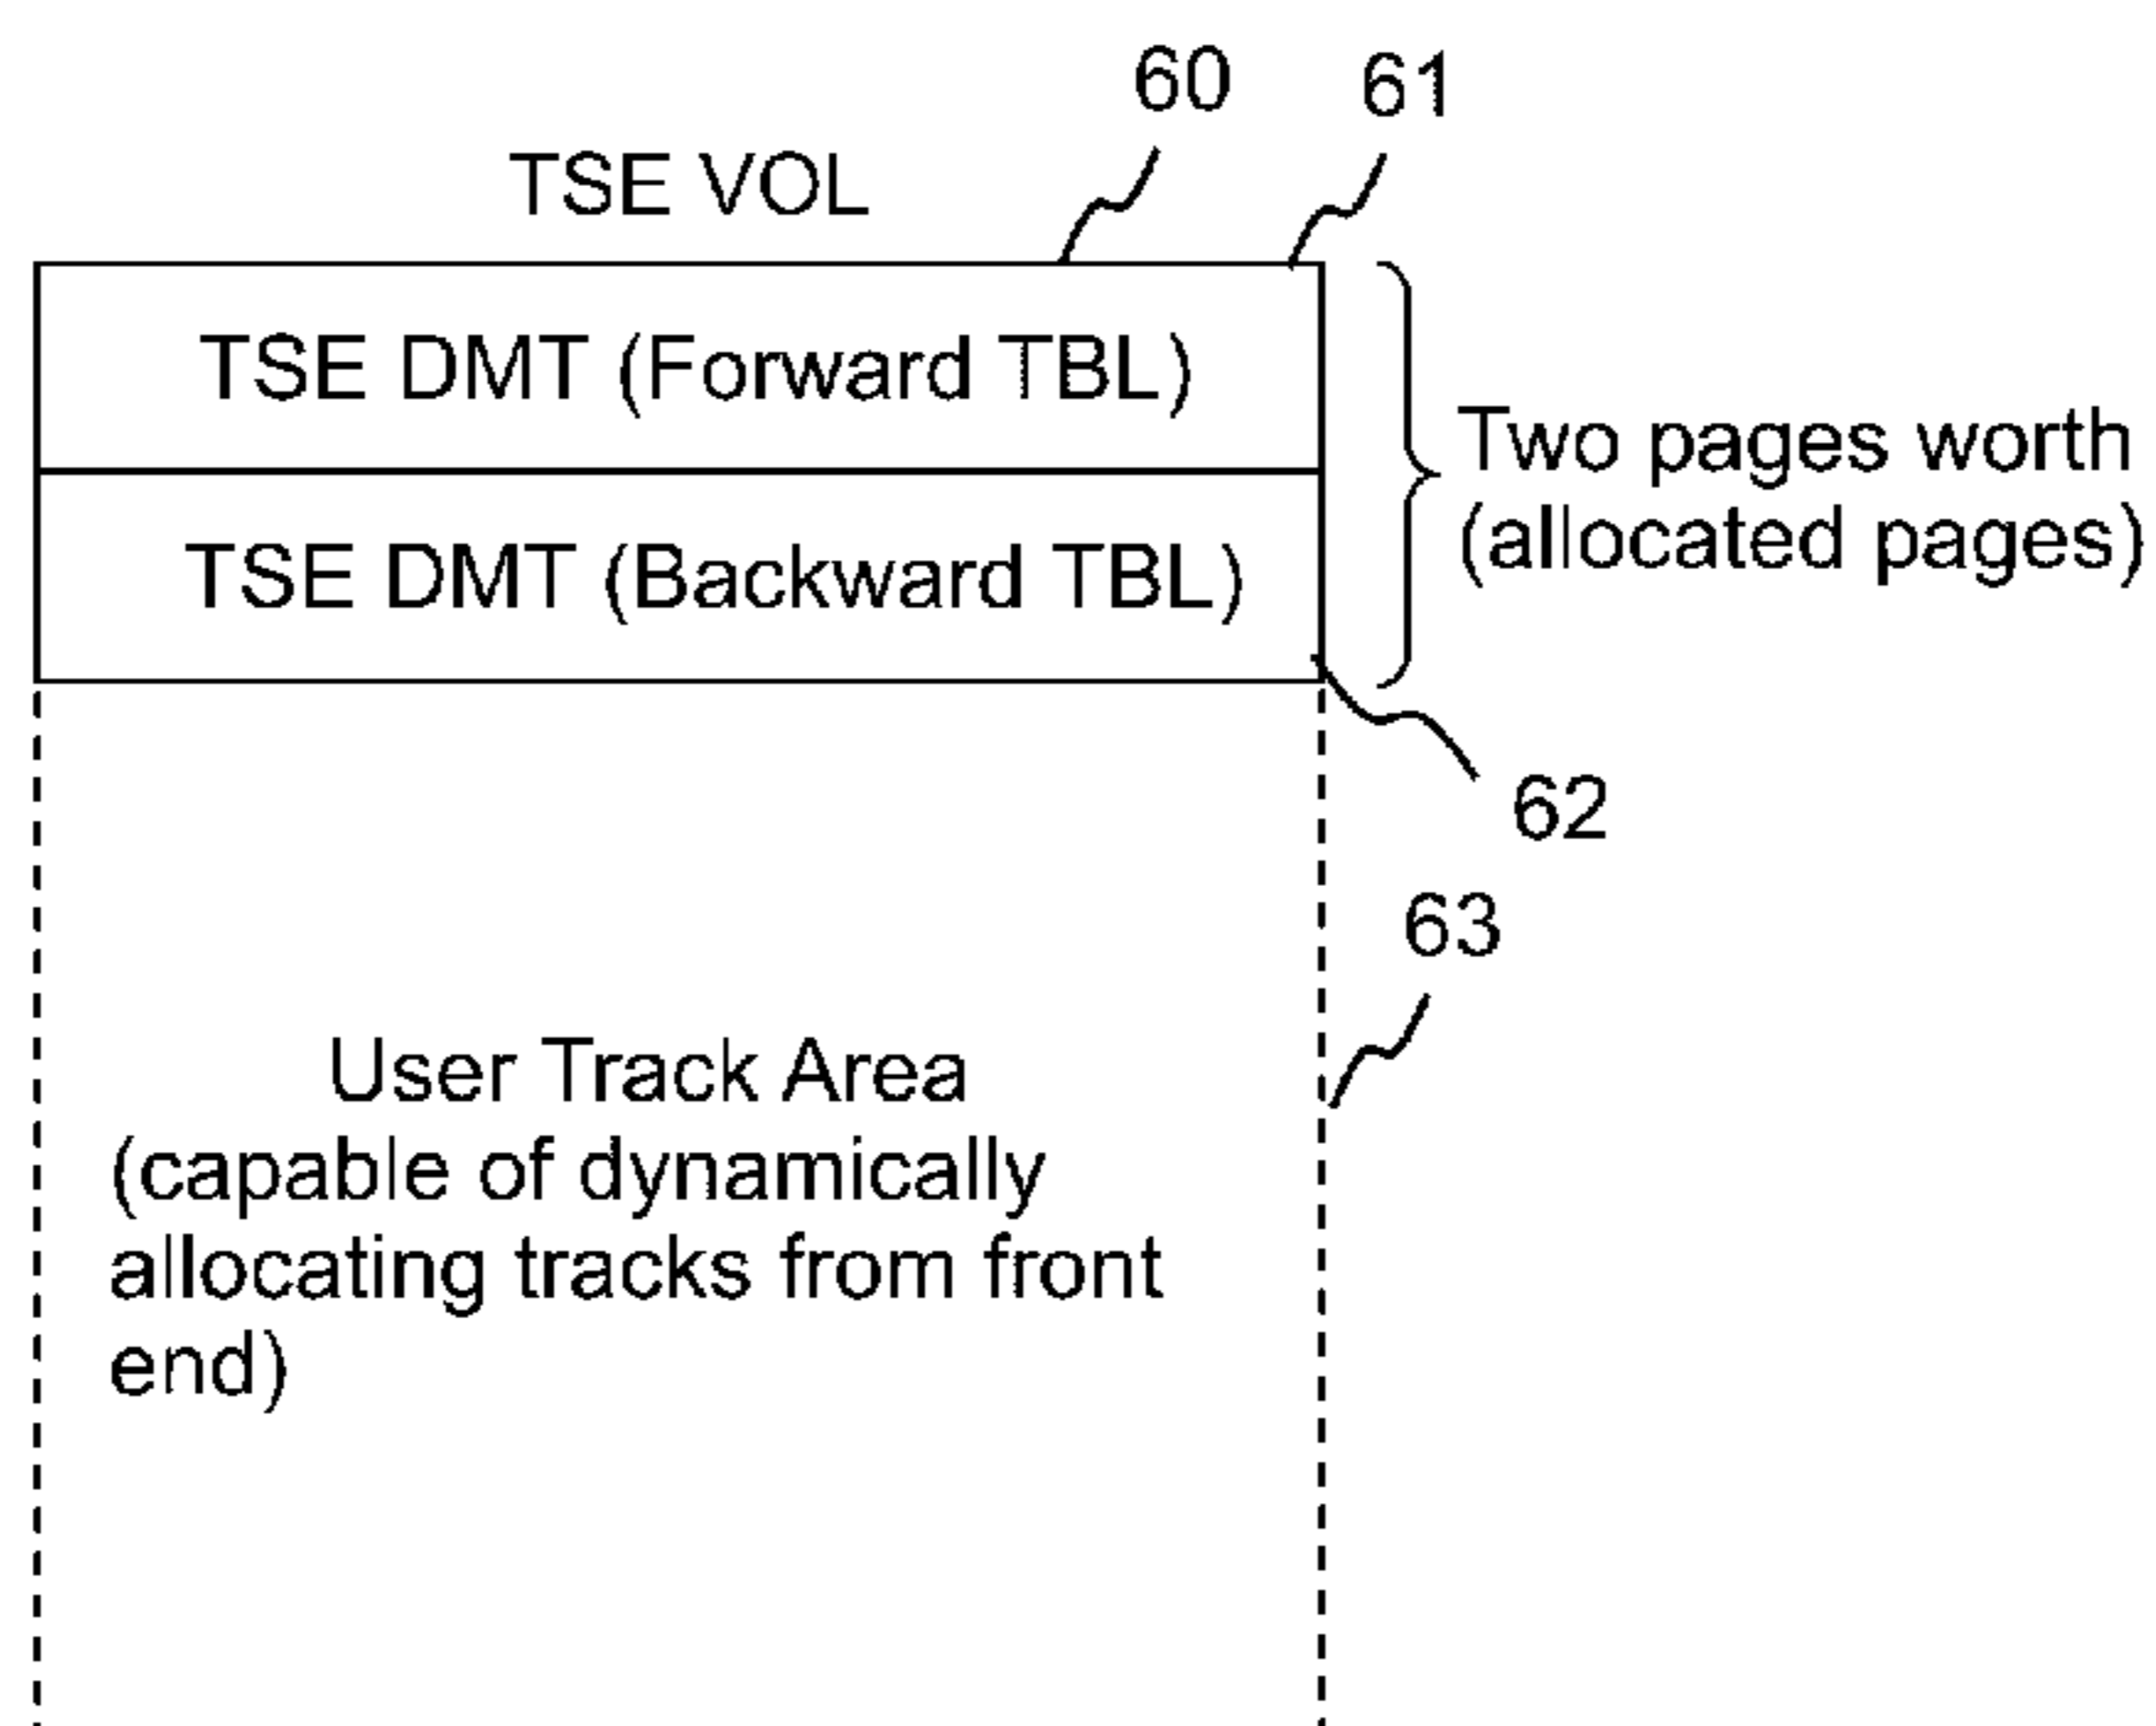 60
61
TSE VOL
TSE DMT (Forward TBL)
TSE DMT (Backward TBL)
Two pages worth
(allocated pages)
62
63
User Track Area
(capable of dynamically
allocating tracks from front
end)